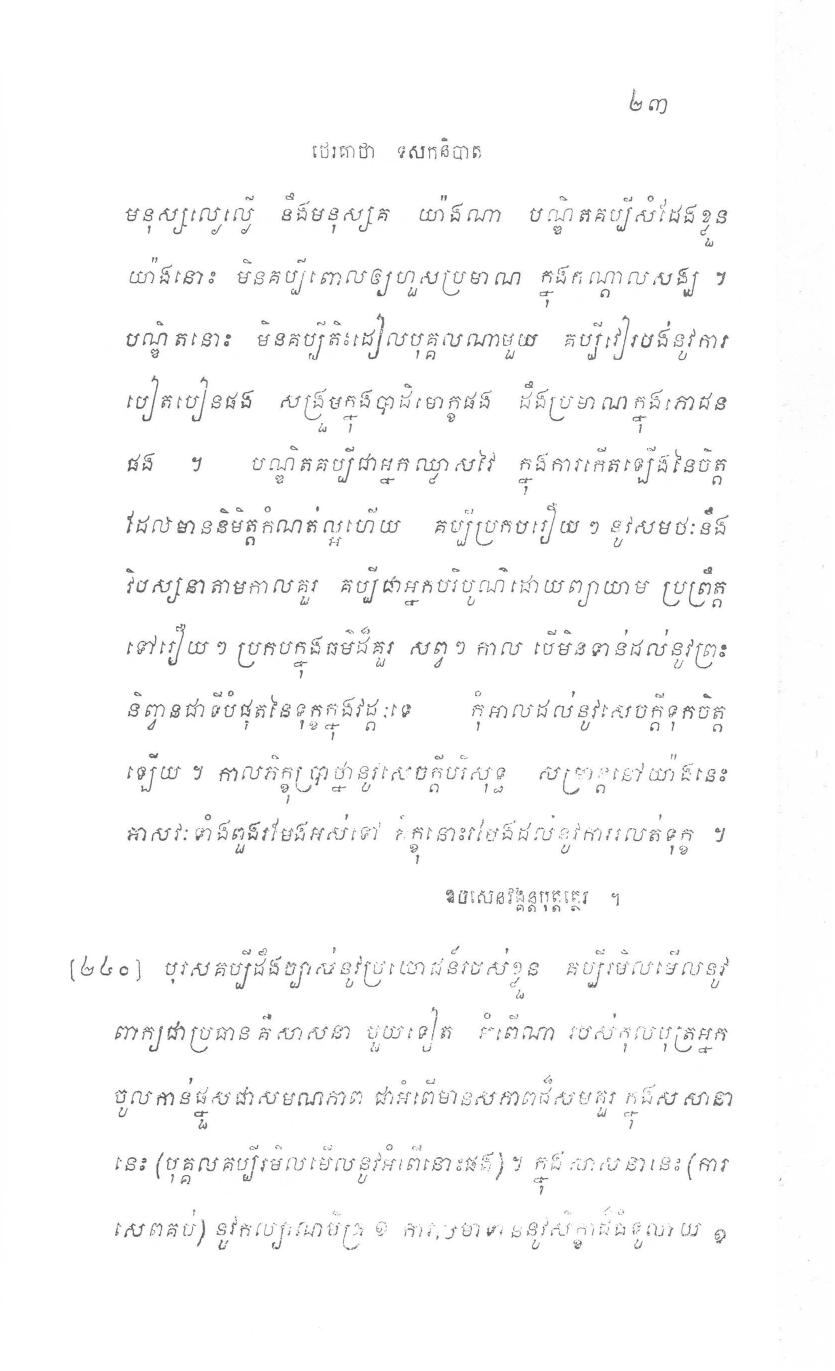 ២៣
ថេរគាថា ទសកនិបាត
មនុស្សល្ងេល្ងើ នឹងមនុស្សគ យ៉ាងណា បណ្ឌិតគប្បីសំដែងខ្លួន
យ៉ាងនោះ មិនគប្បីពោលឲ្យហួសប្រមាណ ក្នុងកណ្តាលសង្ឃ ។
បណ្ឌិតនោះ មិនគប្បីតិះដៀលបុគ្គលណាមួយ គប្បីវៀរបង់នូវការ
បៀតបៀនផង សង្រួមក្នុងបាដិមោក្ខផង ដឹងប្រមាណក្នុងភោជន
ផង ។ បណ្ឌិតគប្បីជាអ្នកឈ្លាសវៃ ក្នុងការកើតឡើងនៃចិត្ត
ដែលមាននិមិត្តកំណត់ល្អហើយ គប្បីប្រកបរឿយ ៗ នូវសមថៈនឹង
វិបស្សនាតាមកាលគួរ គប្បីជាអ្នកបរិបូណ៌ដោយព្យាយាម ប្រព្រឹត្ត
ទៅរឿយ ៗ ប្រកបក្នុងធម៌ដ៏គួរ សព្វ ៗ កាល បើមិនទាន់ដល់នូវព្រះ
និព្វានជាទីបំផុតនៃទុក្ខក្នុងវដ្តៈទេ កុំអាលដល់នូវសេចក្តីទុកចិត្ត
ឡើយ ។ កាលភិក្ខុប្រាថ្នានូវសេចក្តីបរិសុទ្ធ សម្រាន្តនៅយ៉ាងនេះ
អាសវៈទាំងពួងរមែងអស់ទៅ ភិក្ខុនោះរមែងដល់នូវការរលត់ទុក្ខ ។
ឧបសេនវង្គន្តបុត្តត្ថេរ ។
[២៤០] បុរសគប្បីដឹងច្បាស់នូវប្រយោជន៍របស់ខ្លួន គប្បីរមិលមើលនូវ
ពាក្យជាប្រធាន គឺសាសនា មួយទៀត អំពើណា របស់កុលបុត្រអ្នក
ចូលកាន់ផ្នួសជាសមណភាព ជាអំពើមានសភាពដ៏សមគួរ ក្នុងសាសនា
នេះ (បុគ្គលគប្បីរមិលមើលនូវអំពើនោះផង) ។ ក្នុងសាសនានេះ (ការ
សេពគប់) នូវកល្យាណមិត្រ ១ ការសមាទាននូវសិក្ខាដ៏ធំទូលាយ ១